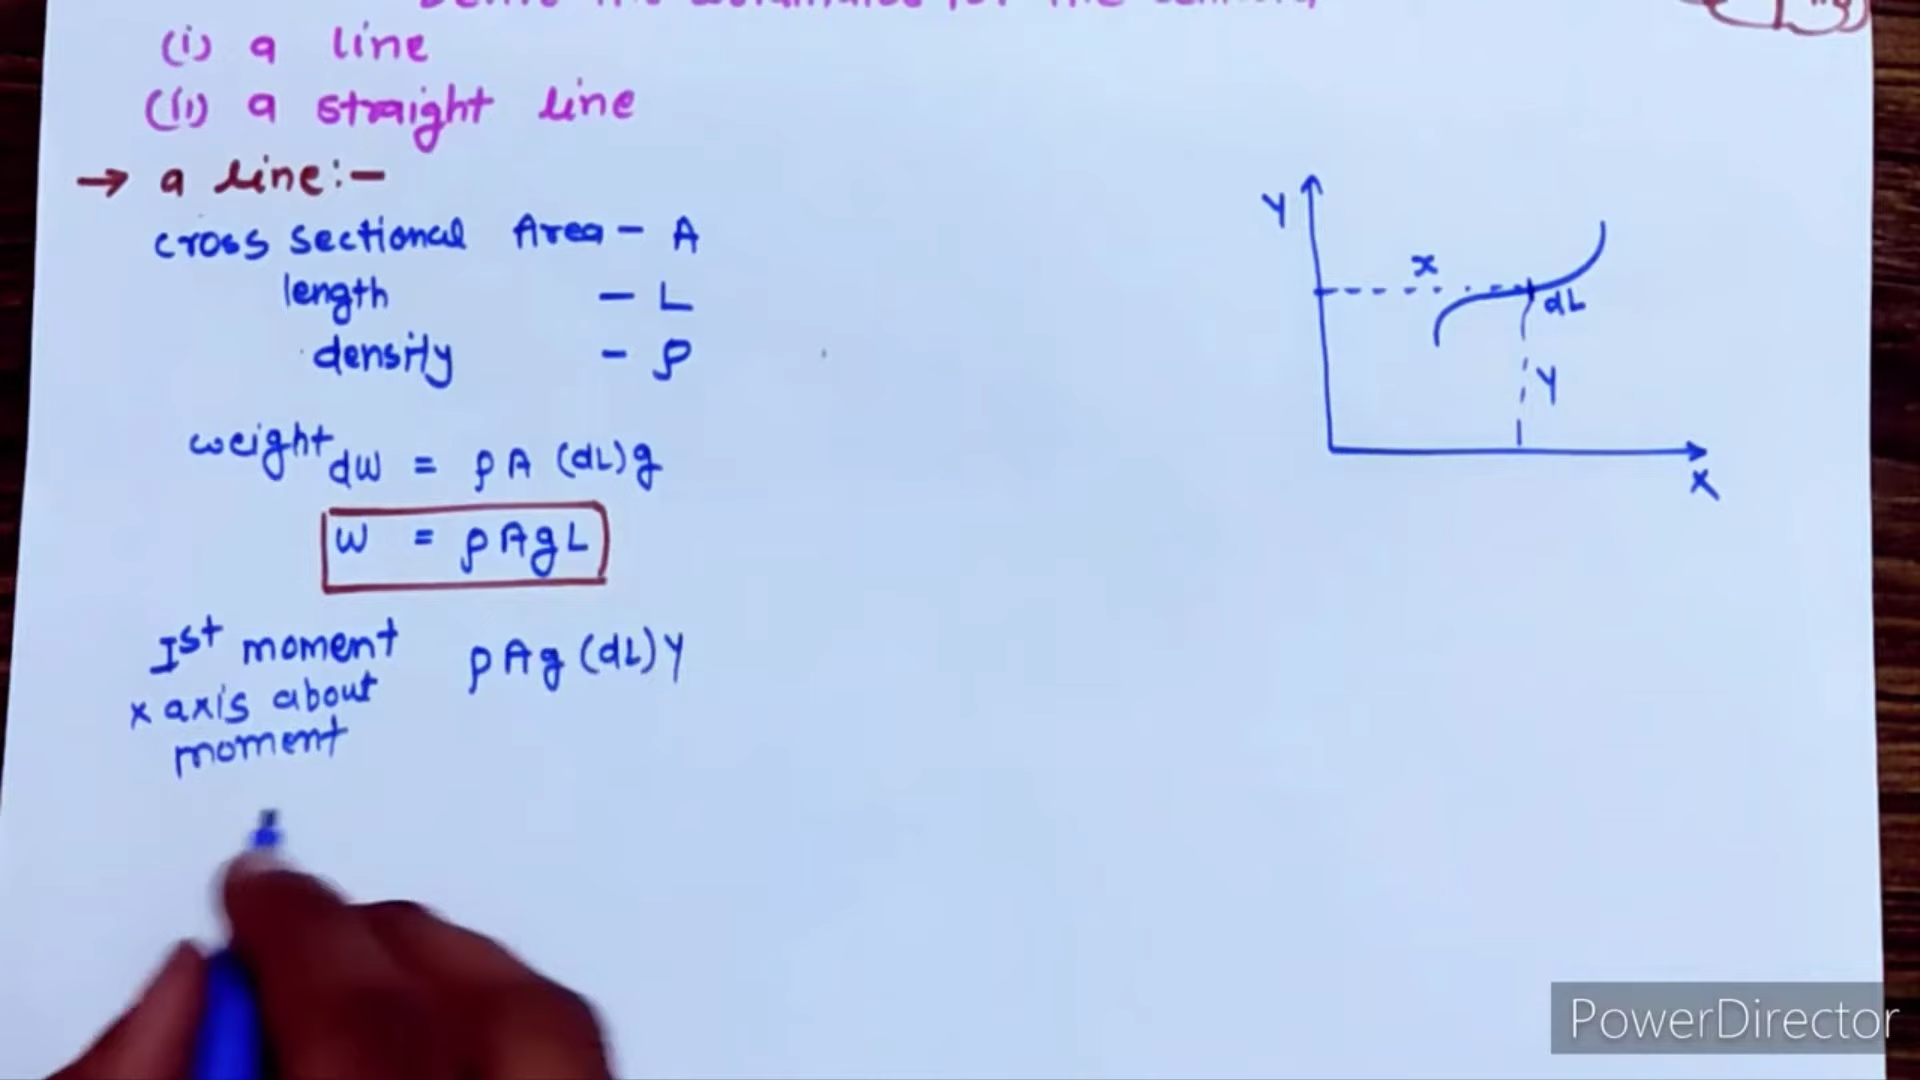 (i) a line
(ii) a straight line
→ a line:-
cross sectional Area - A
length - L
density - ρ
weight dW = ρA (dL)g
W = ρAgL
Ist moment ρAg(dL)Y
x axis about
moment
Y
x
dL
Y
X
PowerDirector